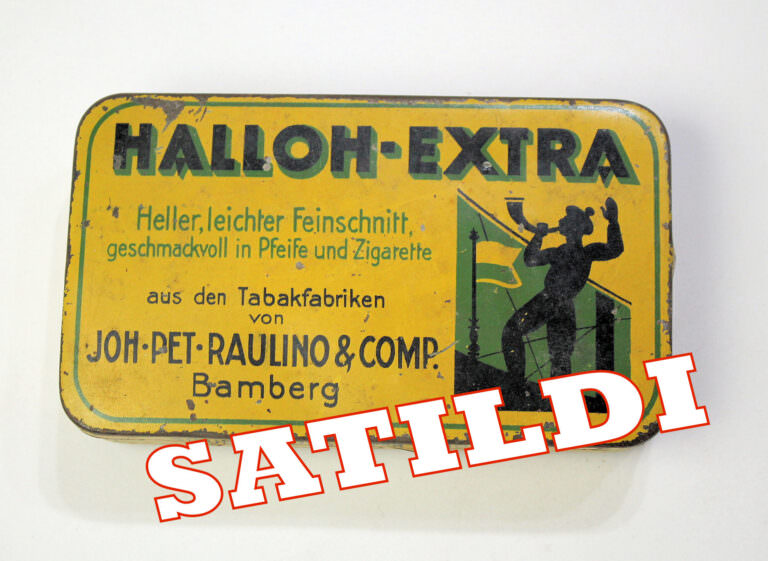 HALLOH-EXTRA
Heller, leichter Feinschnitt,
geschmackvoll in Pfeife und Zigarette
aus den Tabakfabriken
von
JOH·PET·RAULINO & COMP.
Bamberg
SATILDI